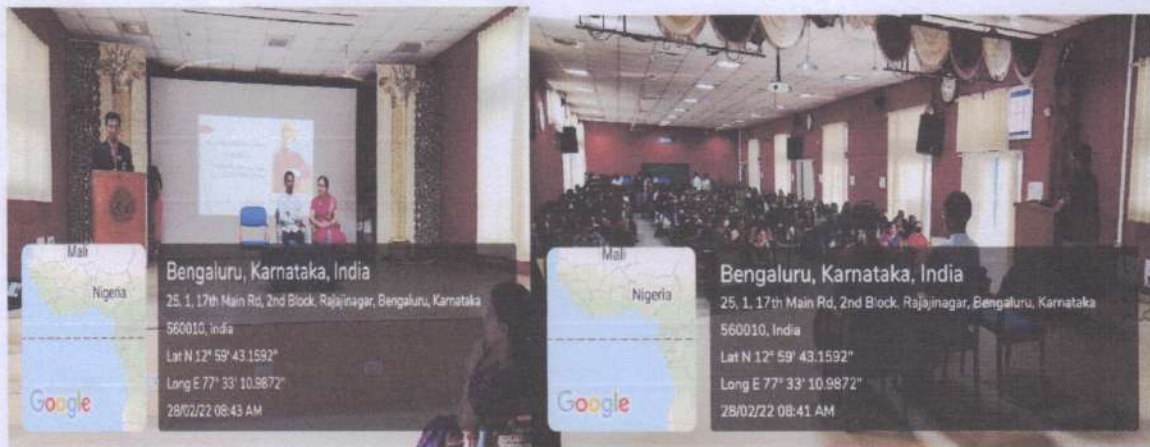 Mali
Nigeria
Google
Bengaluru, Karnataka, India
25, 1, 17th Main Rd, 2nd Block, Rajajinagar, Bengaluru, Karnataka
560010, India
Lat N 12° 59' 43.1592"
Long E 77° 33' 10.9872"
28/02/22 08:43 AM
Mali
Nigeria
Google
Bengaluru, Karnataka, India
25, 1, 17th Main Rd, 2nd Block, Rajajinagar, Bengaluru, Karnataka
560010, India
Lat N 12° 59' 43.1592"
Long E 77° 33' 10.9872"
28/02/22 08:41 AM